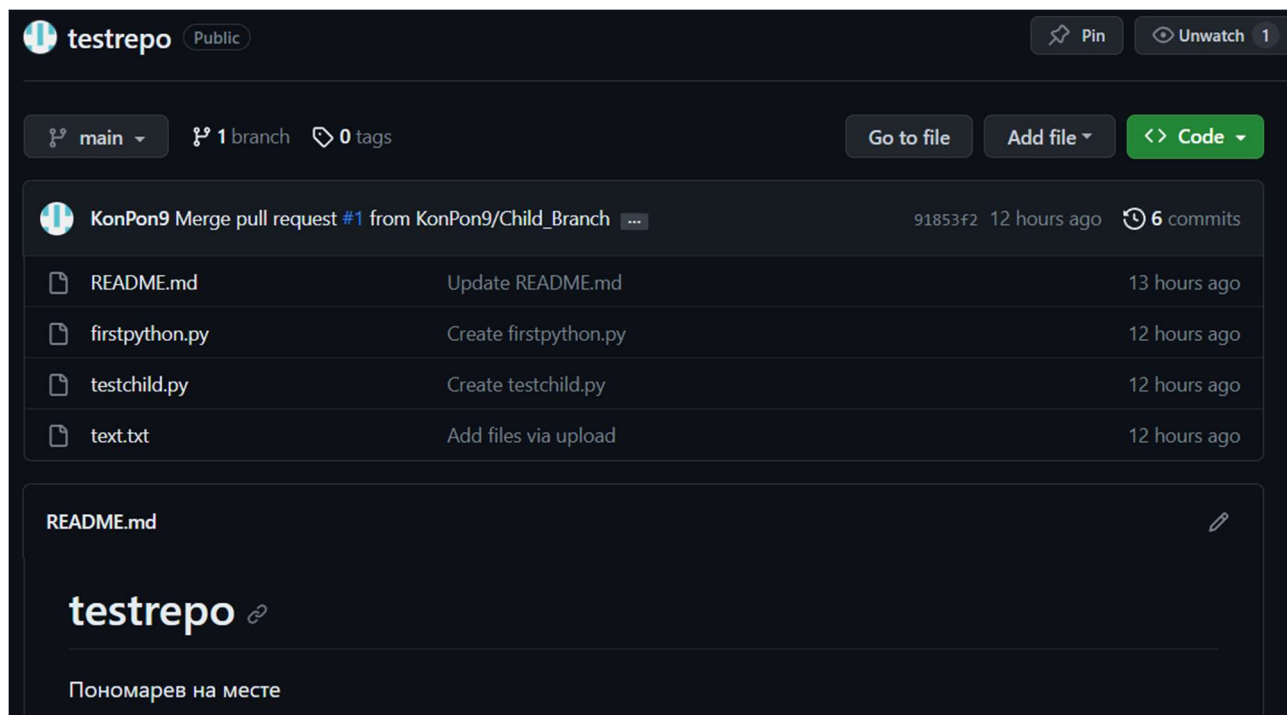 testrepo Public Pin Unwatch 1
main 1 branch 0 tags Go to file Add file Code
KonPon9 Merge pull request #1 from KonPon9/Child_Branch ... 91853f2 12 hours ago 6 commits
README.md Update README.md 13 hours ago
firstpython.py Create firstpython.py 12 hours ago
testchild.py Create testchild.py 12 hours ago
text.txt Add files via upload 12 hours ago
README.md
testrepo
Пономарев на месте